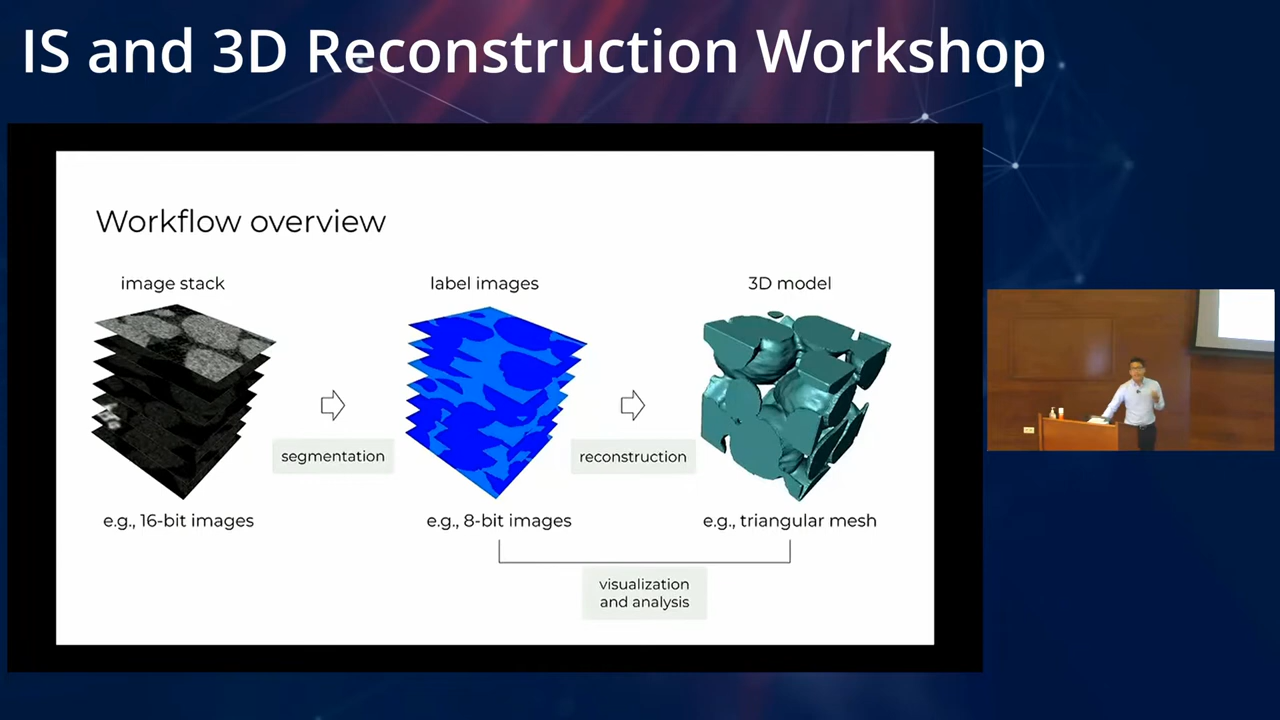 IS and 3D Reconstruction Workshop
Workflow overview
image stack
label images
3D model
segmentation
reconstruction
e.g., 16-bit images
e.g., 8-bit images
e.g., triangular mesh
visualization
and analysis